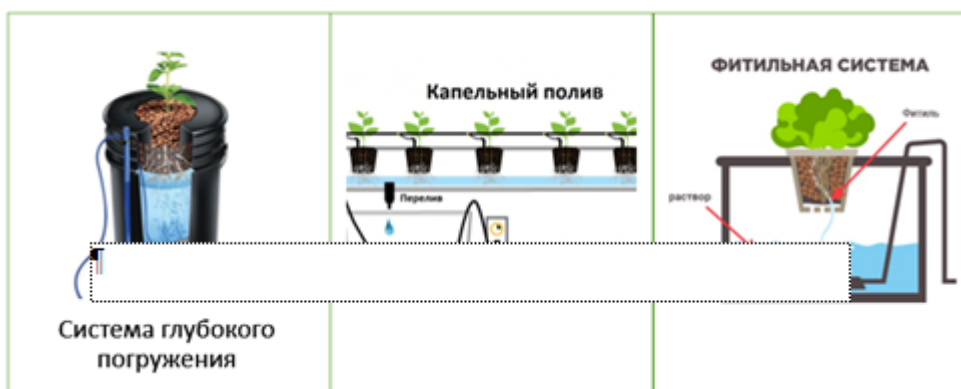 Капельный полив
Перелив
ФИТИЛЬНАЯ СИСТЕМА
Фитиль
раствор
Система глубокого
погружения